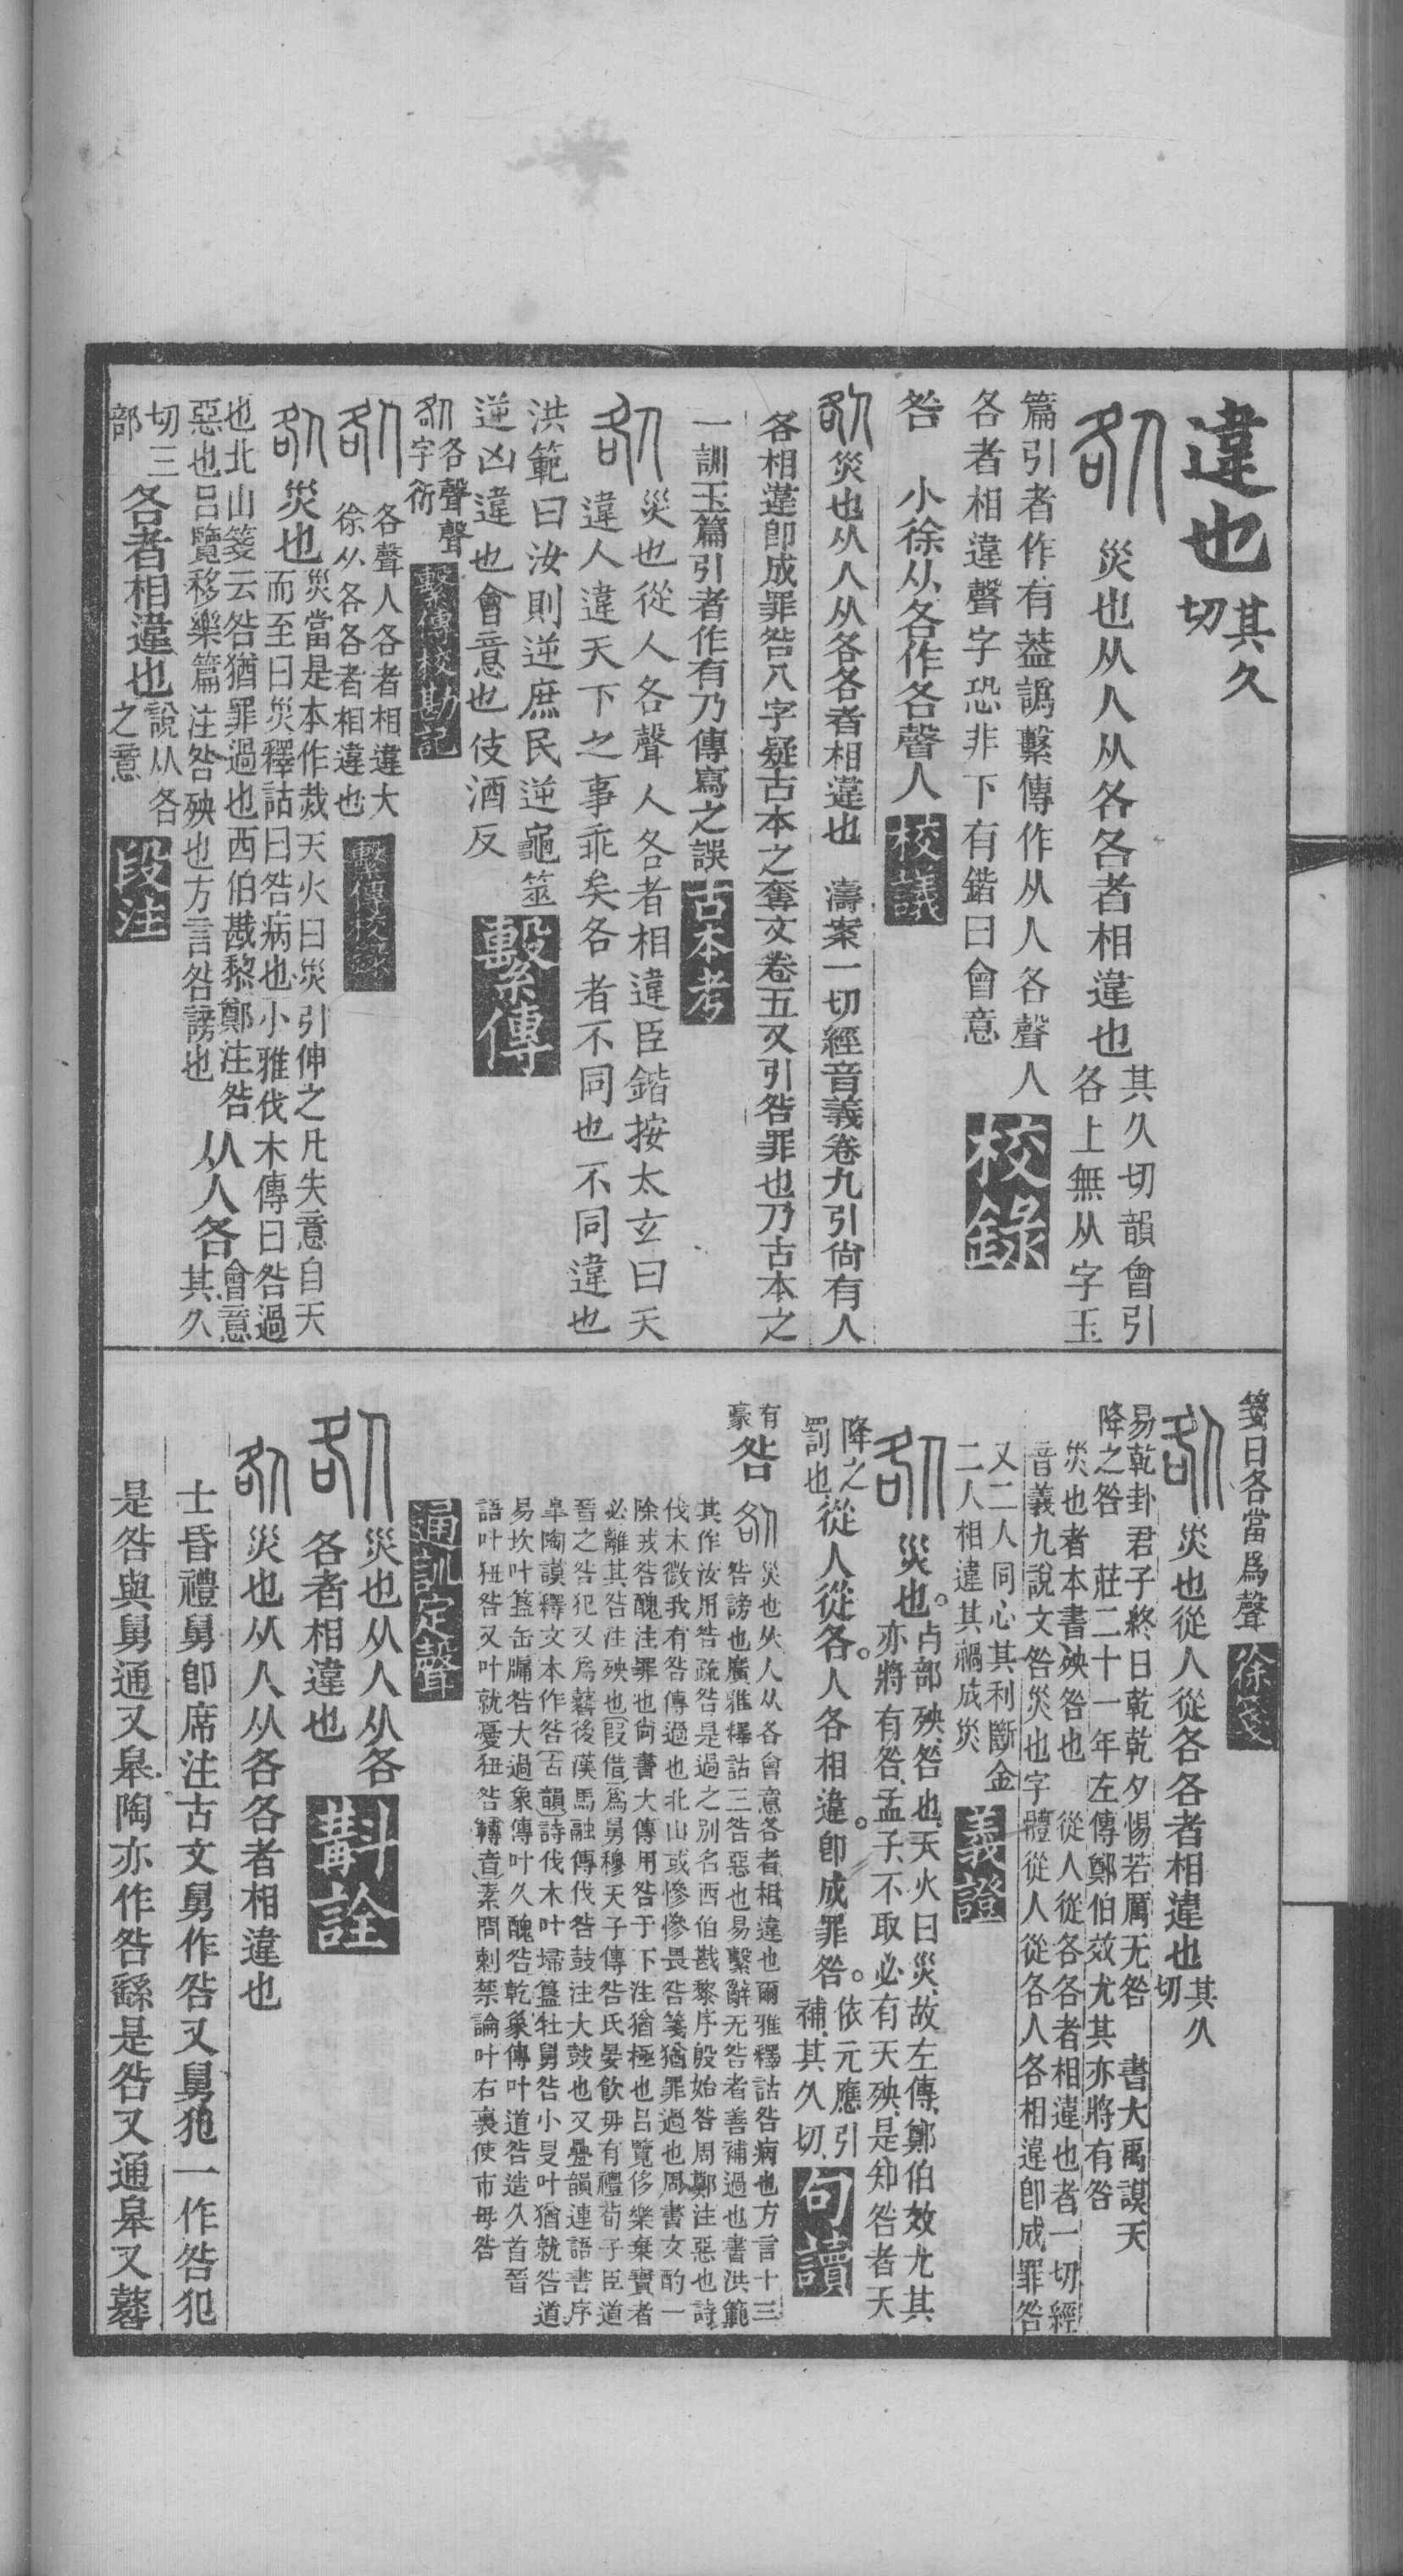 違也其久切
咎災也从人从各各者相違也其久切韻會引
各上無从字玉
篇引者作有蓋譌繫傳作从人各聲人
各者相違聲字恐非下有鍇曰會意校錄
咎 小徐从各作各聲人校議
咎災也从人从各各者相違也 濤案一切經音義卷九引尙有人
各相違卽成罪咎八字疑古本之奪文卷五又引咎罪也乃古本之
一訓玉篇引者作有乃傳寫之誤古本考
咎災也從人各聲人各者相違臣鍇按太玄曰天
違人違天下之事乖矣各者不同也不同違也
洪範曰汝則逆庶民逆龜筮
逆凶違也會意也伎酒反繫傳
咎各聲聲
字衍繫傳校勘記
咎各聲人各者相違大
徐从各各者相違也繫傳校錄
咎災也災當是本作烖天火曰災引伸之凡失意自天
而至曰災釋詁曰咎病也小雅伐木傳曰咎過
也北山箋云咎猶罪過也西伯戡黎鄭注咎
惡也呂覽移樂篇注咎殃也方言咎謗也从人各會意其久
切三部各者相違也說从各之意段注
箋曰各當爲聲徐箋
咎災也從人從各各者相違也其久切
易乾卦君子終日乾乾夕惕若厲无咎 書大禹謨天
降之咎 莊二十一年左傳鄭伯效尤其亦將有咎
災也者本書殃咎也 從人從各各者相違也者一切經
音義九說文咎災也字體從人從各人各相違卽成罪咎
又二人同心其利斷金
二人相違其禍成災義證
咎災也。占部殃、咎也、天火曰災、故左傳、鄭伯效尤其
亦將有咎、孟子、不取必有天殃、是知咎者天
降之罰也從人從各。人各相違。卽成罪咎。依元應引補、其久切、句讀
有
豪咎咎災也从人从各會意各者相違也爾雅釋詁咎病也方言十三
咎謗也廣雅釋詁三咎惡也易繫辭无咎者善補過也書洪範
其作汝用咎疏咎是過之別名西伯戡黎序殷始咎周鄭注惡也詩
伐木微我有咎傳過也北山或慘慘畏咎箋猶罪過也周書文酌一
除戎咎醜注罪也尙書大傳用咎于下注猶極也呂覽侈樂棄寶者
必離其咎注殃也〔叚借〕爲舅穆天子傳咎氏晏飮毋有禮荀子臣道
晉之咎犯又爲鼛後漢馬融傳伐咎鼓注大鼓也又疊韻連語書序
皐陶謨釋文本作咎〔古韻〕詩伐木叶埽簋牡舅咎小旻叶猶就咎道
易坎叶簋缶牖咎大過象傳叶久醜咎乾象傳叶道咎造久首晉
語叶狃咎又叶就憂狃咎〔轉音〕素問刺禁論叶右裏使市毋咎
通訓定聲
咎災也从人从各
各者相違也斠詮
咎災也从人从各各者相違也
士昏禮舅卽席注古文舅作咎又舅犯一作咎犯
是咎與舅通又皋陶亦作咎繇是咎又通皋又鼛